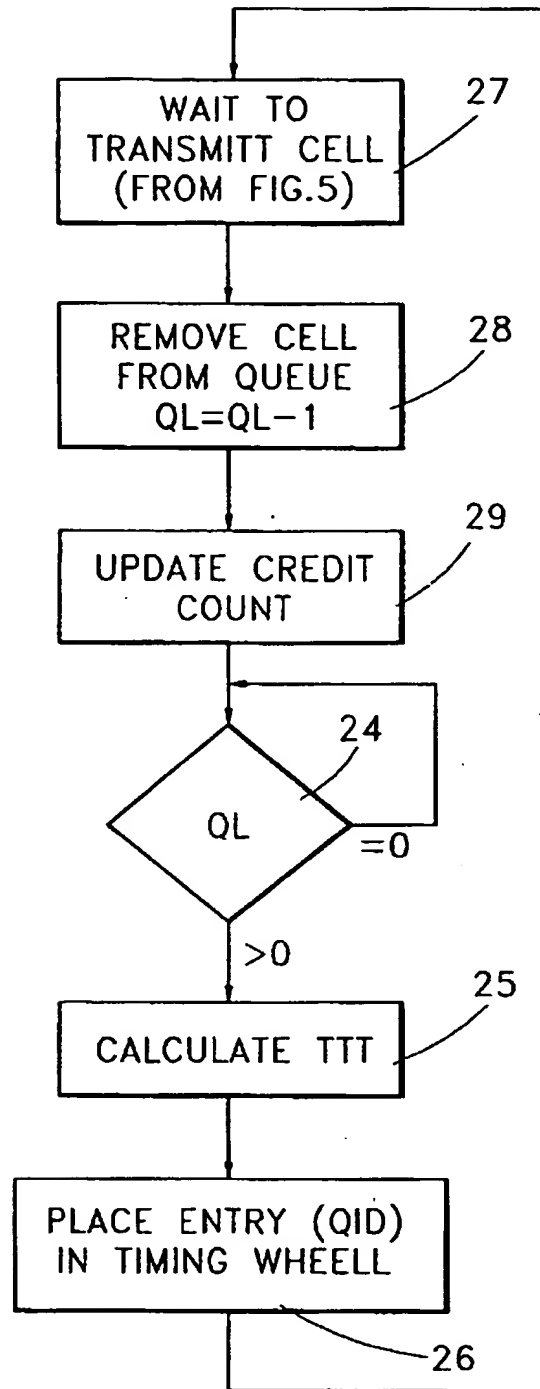 27
WAIT TO
TRANSMITT CELL
(FROM FIG.5)
28
REMOVE CELL
FROM QUEUE
QL=QL-1
29
UPDATE CREDIT
COUNT
24
QL
=0
>0
25
CALCULATE TTT
PLACE ENTRY (QID)
IN TIMING WHEELL
26